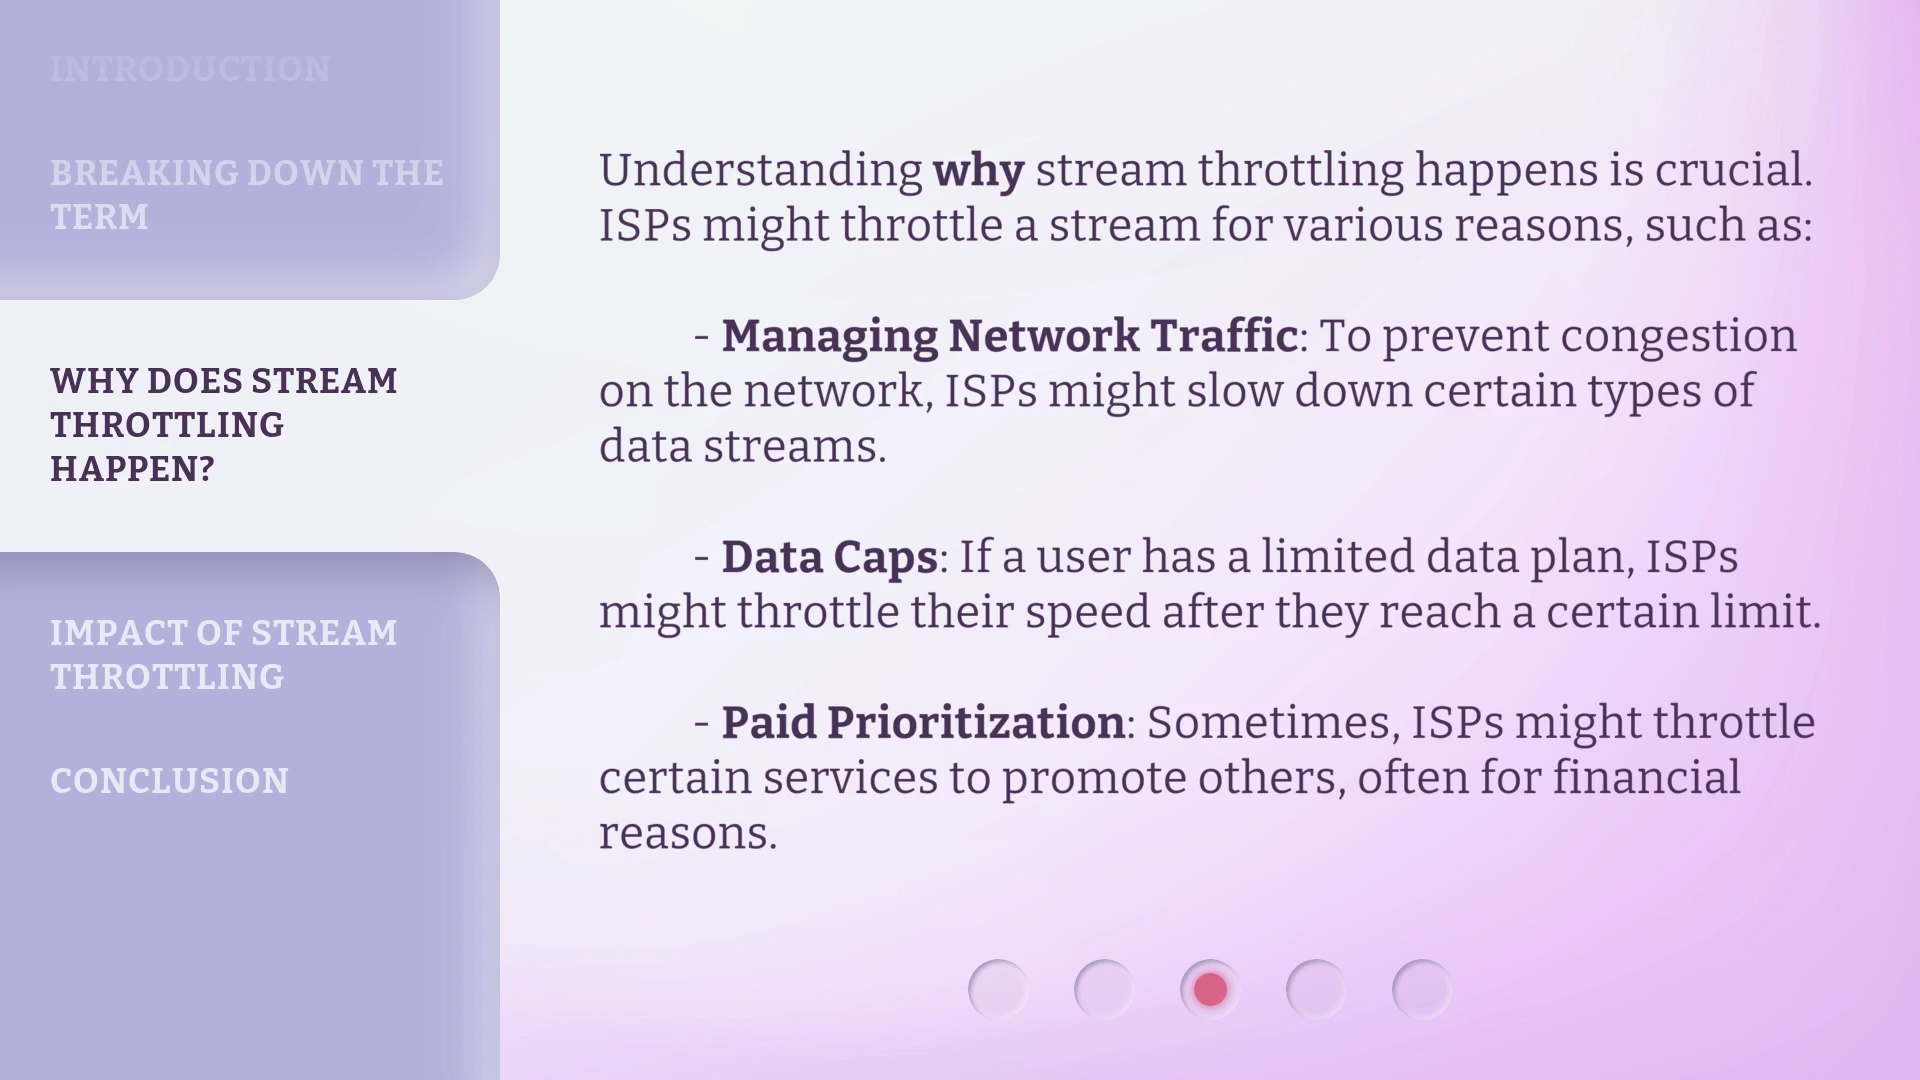 INTRODUCTION
BREAKING DOWN THE
TERM
WHY DOES STREAM
THROTTLING
HAPPEN?
IMPACT OF STREAM
THROTTLING
CONCLUSION
Understanding why stream throttling happens is crucial.
ISPs might throttle a stream for various reasons, such as:
- Managing Network Traffic: To prevent congestion
on the network, ISPs might slow down certain types of
data streams.
- Data Caps: If a user has a limited data plan, ISPs
might throttle their speed after they reach a certain limit.
- Paid Prioritization: Sometimes, ISPs might throttle
certain services to promote others, often for financial
reasons.